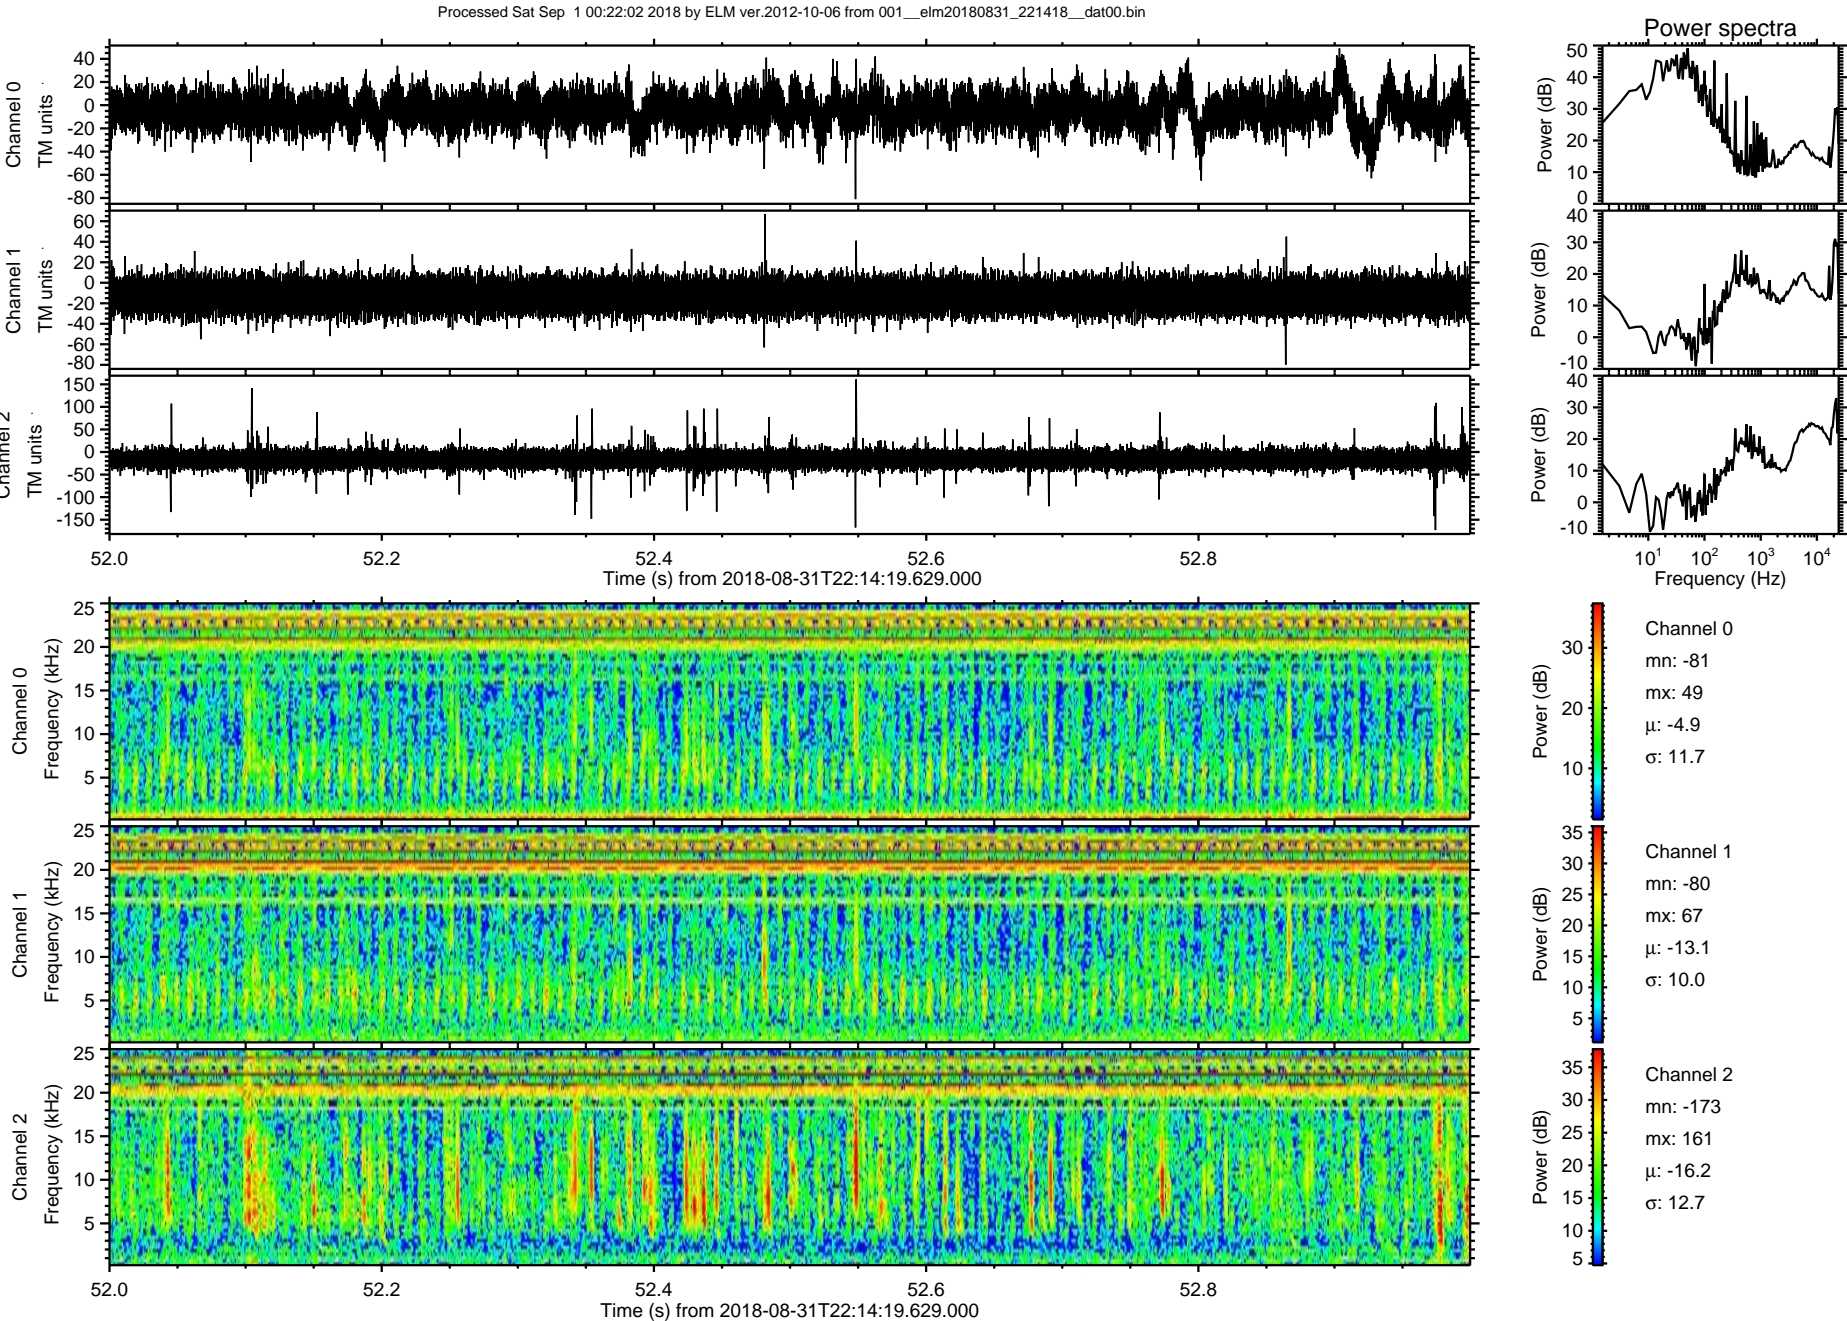 Processed Sat Sep 1 00:22:02 2018 by ELM ver.2012-10-06 from 001__elm20180831_221418__dat00.bin
Power spectra
Channel 0
TM units
40
20
0
-20
-40
-60
-80
Power (dB)
50
40
30
20
10
0
Channel 1
TM units
60
40
20
0
-20
-40
-60
-80
Power (dB)
40
30
20
10
0
-10
Channel 2
TM units
150
100
50
0
-50
-100
-150
Power (dB)
40
30
20
10
0
-10
52.0 52.2 52.4 52.6 52.8
Time (s) from 2018-08-31T22:14:19.629.000
10^1 10^2 10^3 10^4
Frequency (Hz)
Channel 0
Frequency (kHz)
25
20
15
10
5
Power (dB)
30
20
10
Channel 0
mn: -81
mx: 49
μ: -4.9
σ: 11.7
Channel 1
Frequency (kHz)
25
20
15
10
5
Power (dB)
35
30
25
20
15
10
5
Channel 1
mn: -80
mx: 67
μ: -13.1
σ: 10.0
Channel 2
Frequency (kHz)
25
20
15
10
5
Power (dB)
35
30
25
20
15
10
5
Channel 2
mn: -173
mx: 161
μ: -16.2
σ: 12.7
52.0 52.2 52.4 52.6 52.8
Time (s) from 2018-08-31T22:14:19.629.000